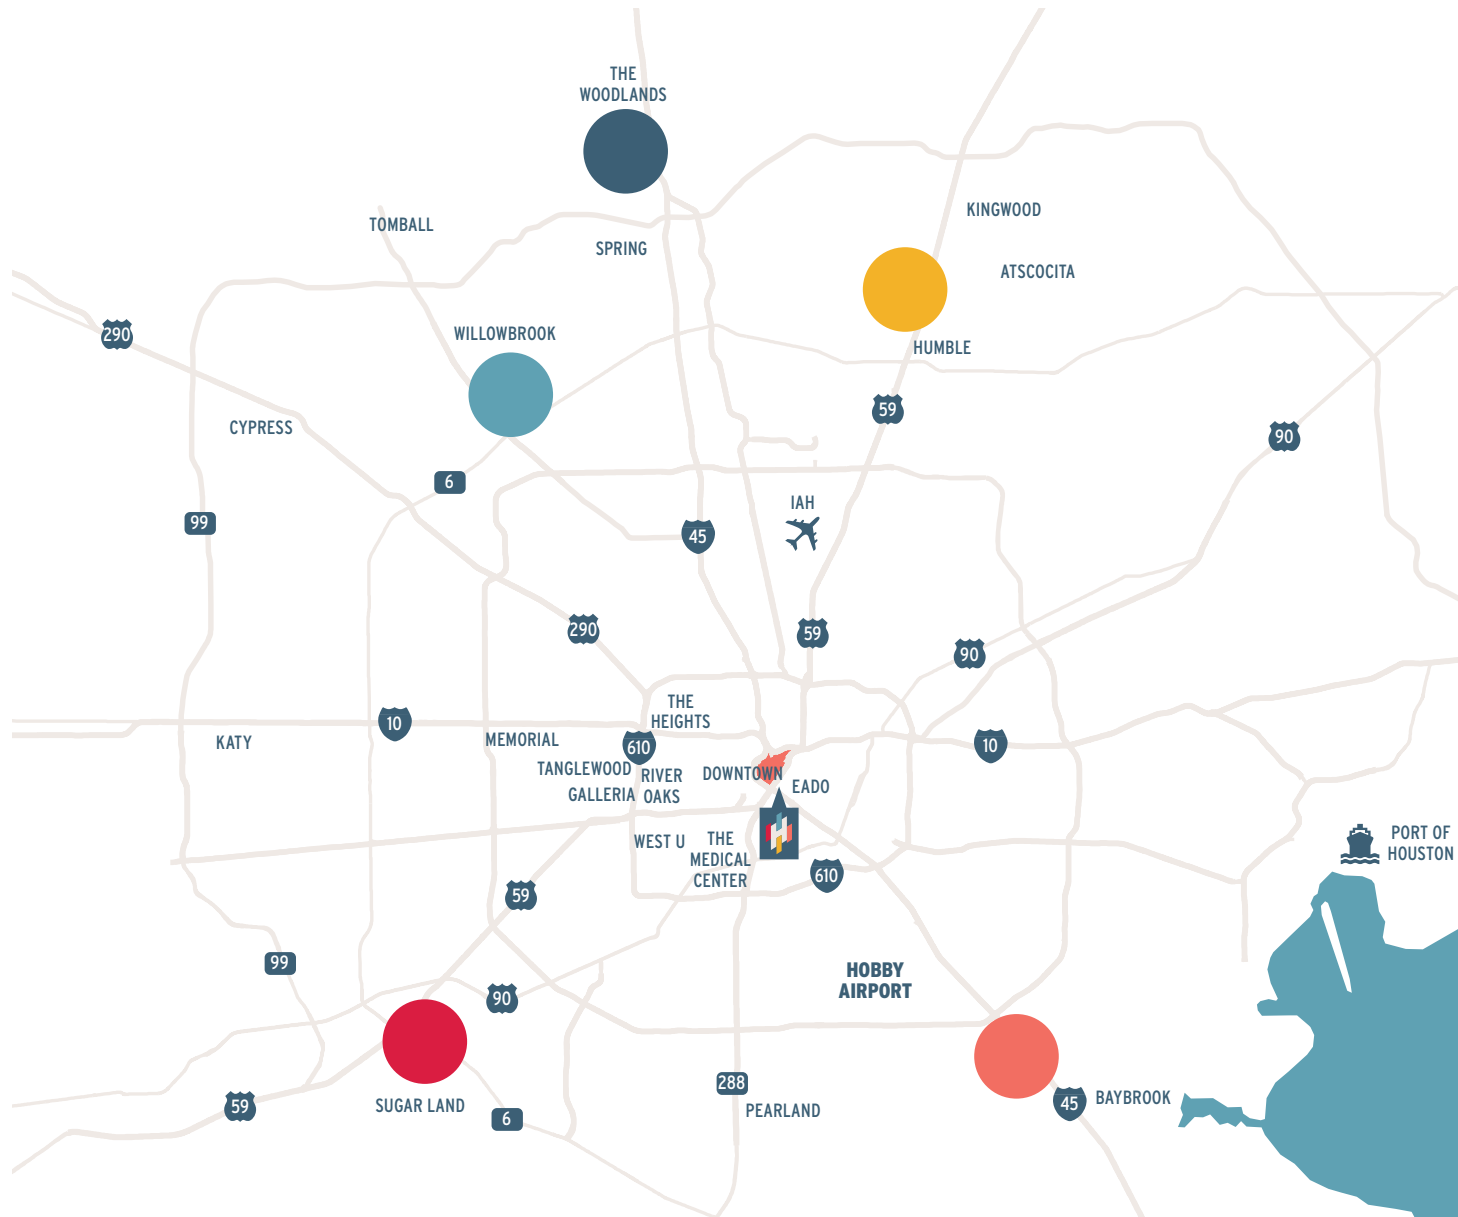 THE
WOODLANDS
KINGWOOD
TOMBALL
SPRING
ATSCOCITA
290
WILLOWBROOK
HUMBLE
59
CYPRESS
90
6
IAH
99
45
290
59
90
THE
HEIGHTS
10
KATY
MEMORIAL
610
10
TANGLEWOOD
RIVER
OAKS
DOWNTOWN
GALLERIA
EADO
WEST U
THE
MEDICAL
CENTER
H
PORT OF
HOUSTON
610
59
99
HOBBY
AIRPORT
90
288
45
BAYBROOK
59
SUGAR LAND
6
PEARLAND